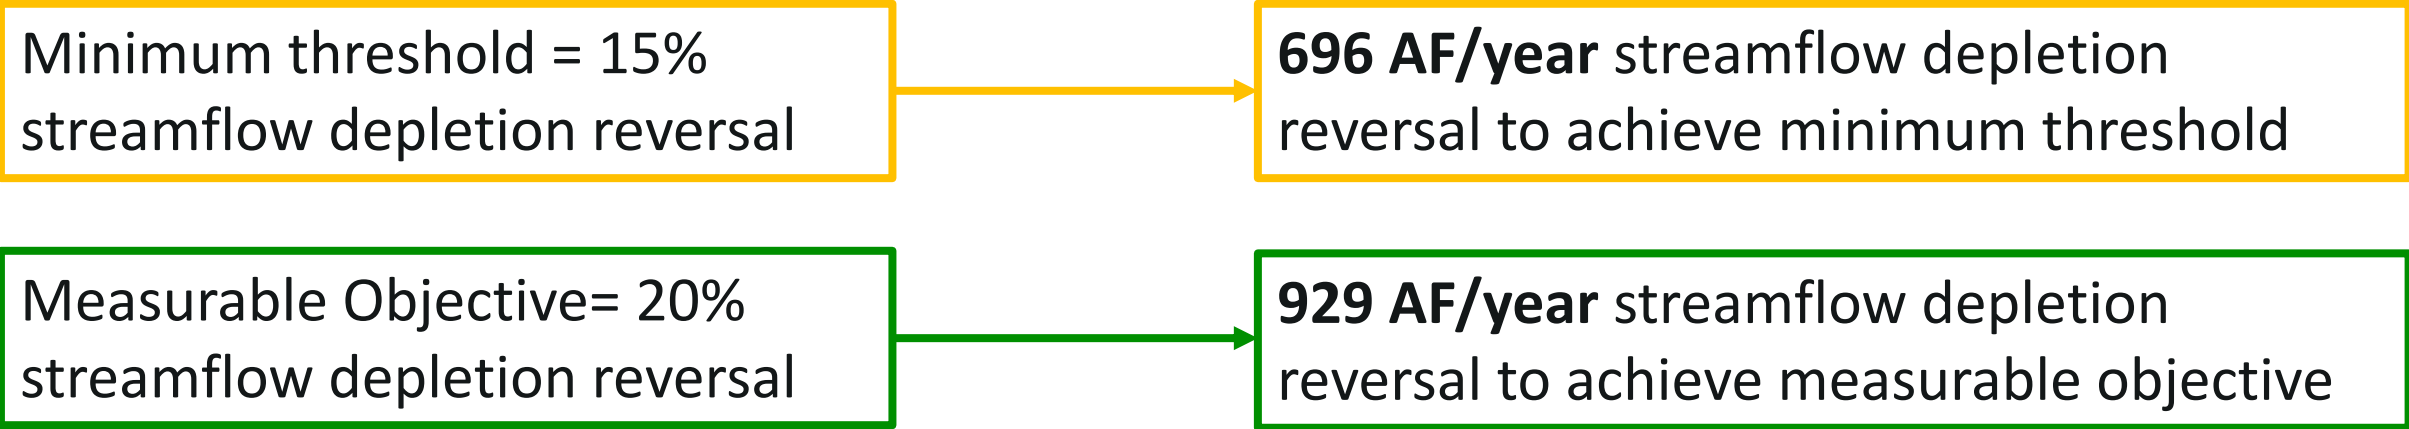 Minimum threshold = 15%
streamflow depletion reversal
696 AF/year streamflow depletion
reversal to achieve minimum threshold
Measurable Objective= 20%
streamflow depletion reversal
929 AF/year streamflow depletion
reversal to achieve measurable objective